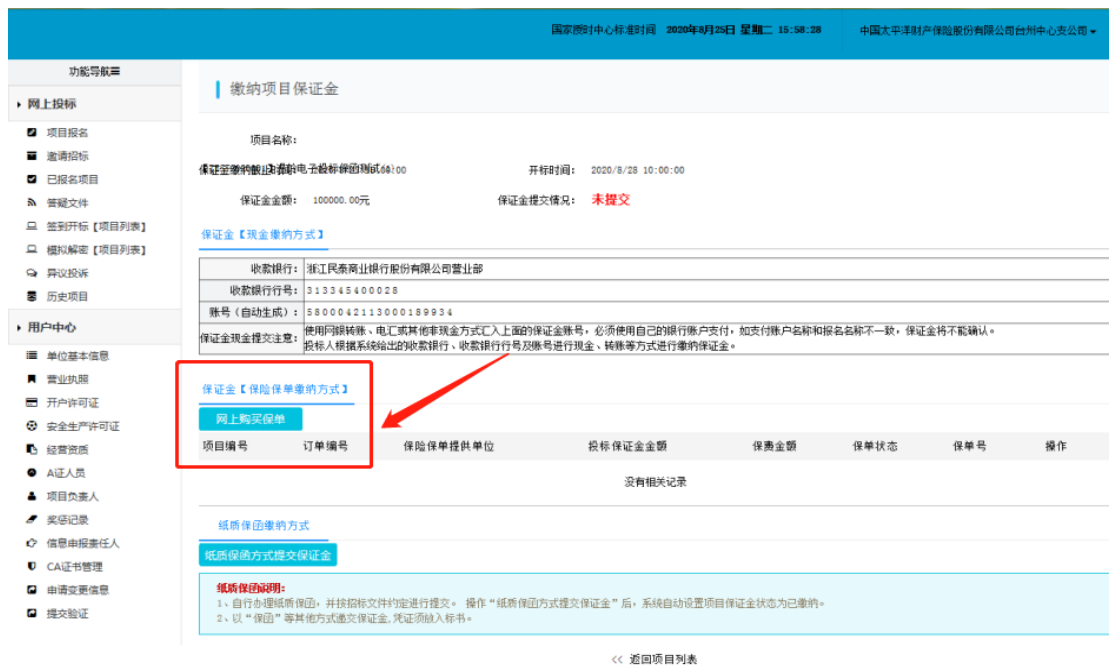 国家授时中心标准时间 2020年8月25日 星期二 15:58:28 中国太平洋财产保险股份有限公司台州中心支公司
功能导航
网上投标
项目报名
邀请招标
已报名项目
答疑文件
签到开标【项目列表】
模拟解密【项目列表】
异议投诉
历史项目
用户中心
单位基本信息
营业执照
开户许可证
安全生产许可证
经营资质
A证人员
项目负责人
奖惩记录
信息申报责任人
CA证书管理
申请变更信息
提交验证
缴纳项目保证金
项目名称:
开标时间: 2020/8/28 10:00:00
保证金金额: 100000.00元 保证金提交情况: 未提交
保证金【现金缴纳方式】
收款银行: 浙江民泰商业银行股份有限公司营业部
收款银行行号: 313345400028
账号(自动生成): 5800042113000189934
保证金现金提交注意: 使用网银转账、电汇或其他非现金方式汇入上面的保证金账号,必须使用自己的银行账户支付,如支付账户名称和报名名称不一致,保证金将不能确认。
投标人根据系统给出的收款银行、收款银行行号及账号进行现金、转账等方式进行缴纳保证金。
保证金【保险保单缴纳方式】
网上购买保单
项目编号 订单编号 保险保单提供单位 投标保证金金额 保费金额 保单状态 保单号 操作
没有相关记录
纸质保函缴纳方式
纸质保函方式提交保证金
纸质保函说明:
1、自行办理纸质保函,并按招标文件约定进行提交。 操作“纸质保函方式提交保证金”后,系统自动设置项目保证金状态为已缴纳。
2、以“保函”等其他方式递交保证金,凭证须放入标书。
<< 返回项目列表